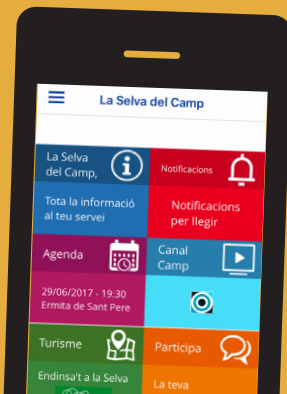 La Selva del Camp
La Selva
del Camp,
Notificacions
Tota la informació
al teu servei
Notificacions
per llegir
Agenda
Canal
Camp
29/06/2017 - 19:30
Ermita de Sant Pere
Turisme
Participa
Endinsa't a la Selva
La teva